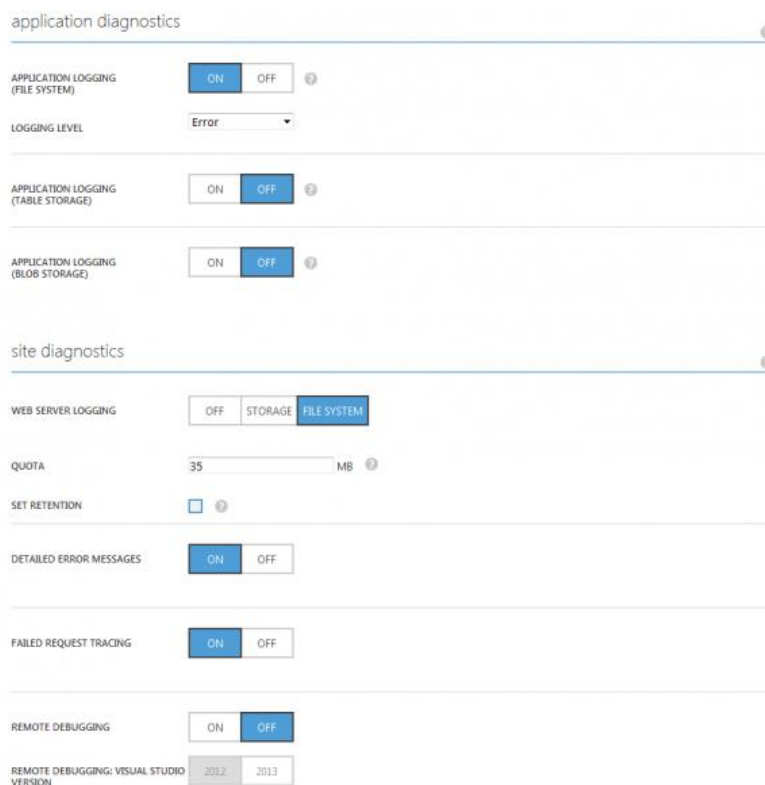 application diagnostics
APPLICATION LOGGING
(FILE SYSTEM)
ON OFF ?
LOGGING LEVEL
Error
APPLICATION LOGGING
(TABLE STORAGE)
ON OFF ?
APPLICATION LOGGING
(BLOB STORAGE)
ON OFF ?
site diagnostics
WEB SERVER LOGGING OFF STORAGE FILE SYSTEM
QUOTA 35 MB ?
SET RETENTION ?
DETAILED ERROR MESSAGES ON OFF
FAILED REQUEST TRACING ON OFF
REMOTE DEBUGGING ON OFF
REMOTE DEBUGGING: VISUAL STUDIO
VERSION
2012 2013